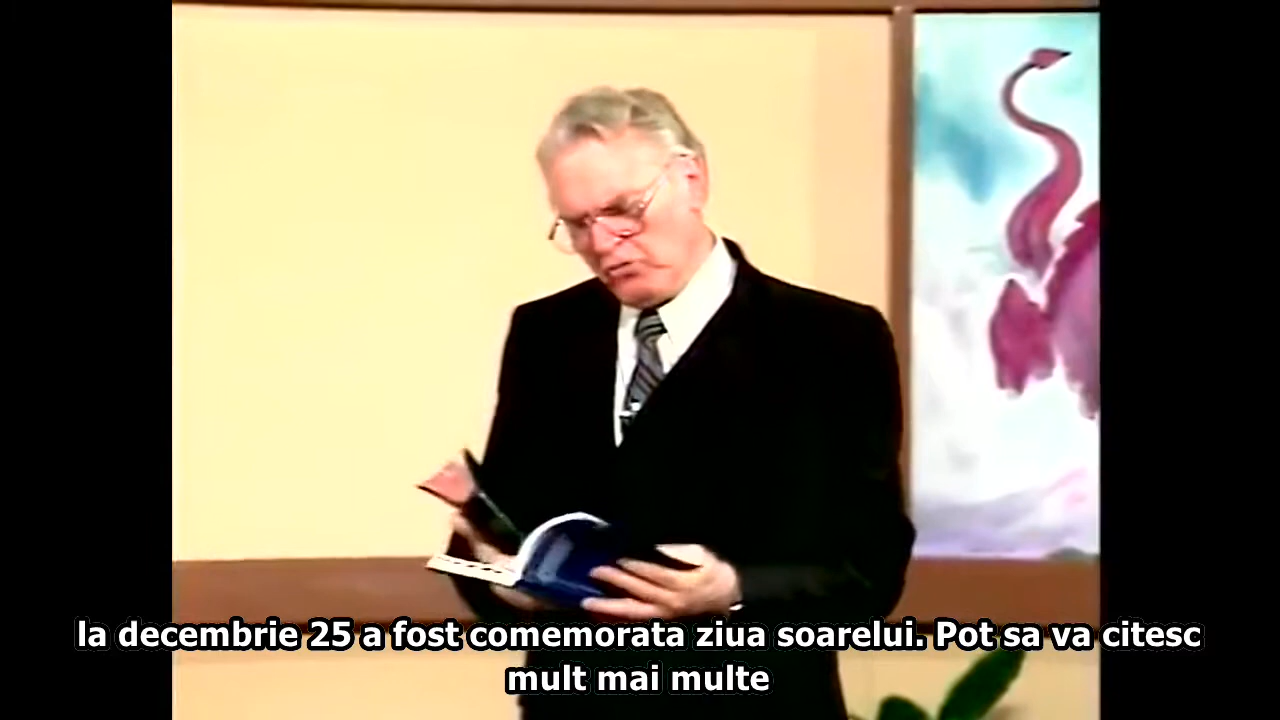 la decembrie 25 a fost comemorata ziua soarelui. Pot sa va citesc
mult mai multe